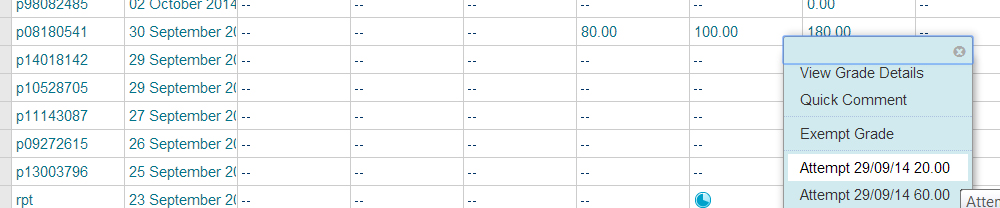 p98082485 02 October 2014 -- -- -- -- -- 0.00 --
p08180541 30 September 20 -- -- -- 80.00 100.00 180.00 --
p14018142 29 September 20 -- -- -- -- --
p10528705 29 September 20 -- -- -- -- --
p11143087 27 September 20 -- -- -- -- --
p09272615 26 September 20 -- -- -- -- --
p13003796 25 September 20 -- -- -- -- --
rpt 23 September 20 -- -- -- --
View Grade Details
Quick Comment
Exempt Grade
Attempt 29/09/14 20.00
Attempt 29/09/14 60.00
Attem